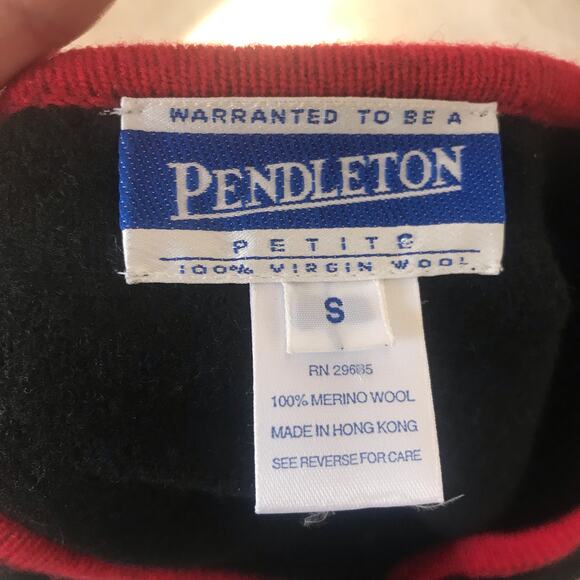 WARRANTED TO BE A
PENDLETON
PETITE
100% VIRGIN WOOL
S
RN 29685
100% MERINO WOOL
MADE IN HONG KONG
SEE REVERSE FOR CARE